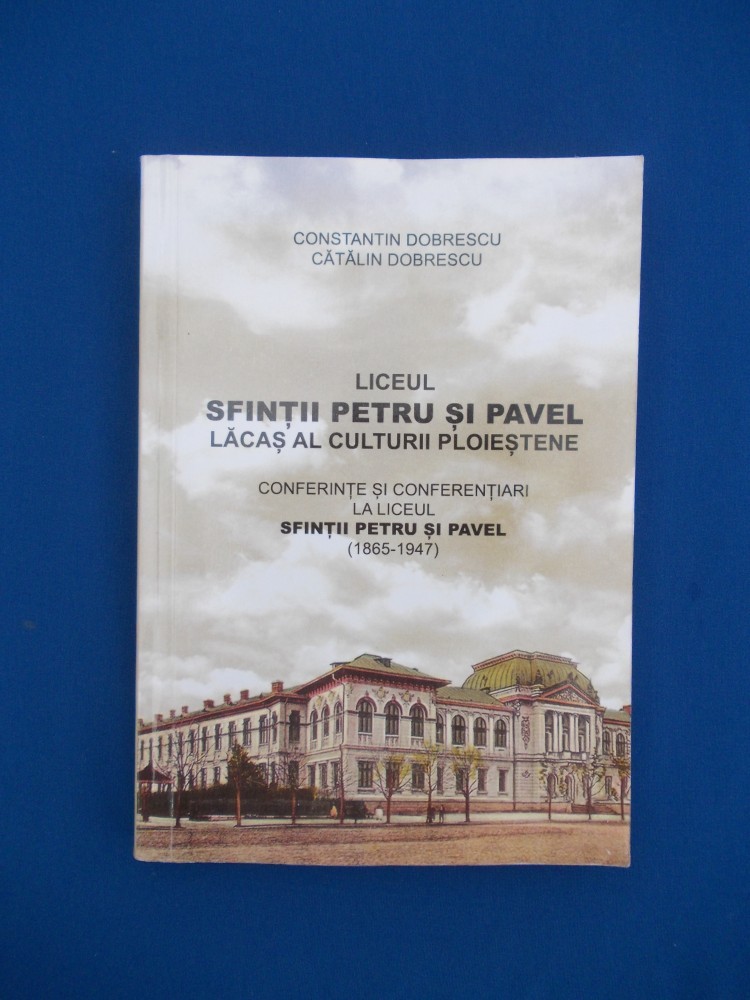 CONSTANTIN DOBRESCU
CĂTĂLIN DOBRESCU
LICEUL
SFINȚII PETRU ȘI PAVEL
LĂCAȘ AL CULTURII PLOIEȘTENE
CONFERINȚE ȘI CONFERENȚIARI
LA LICEUL
SFINȚII PETRU ȘI PAVEL
(1865-1947)